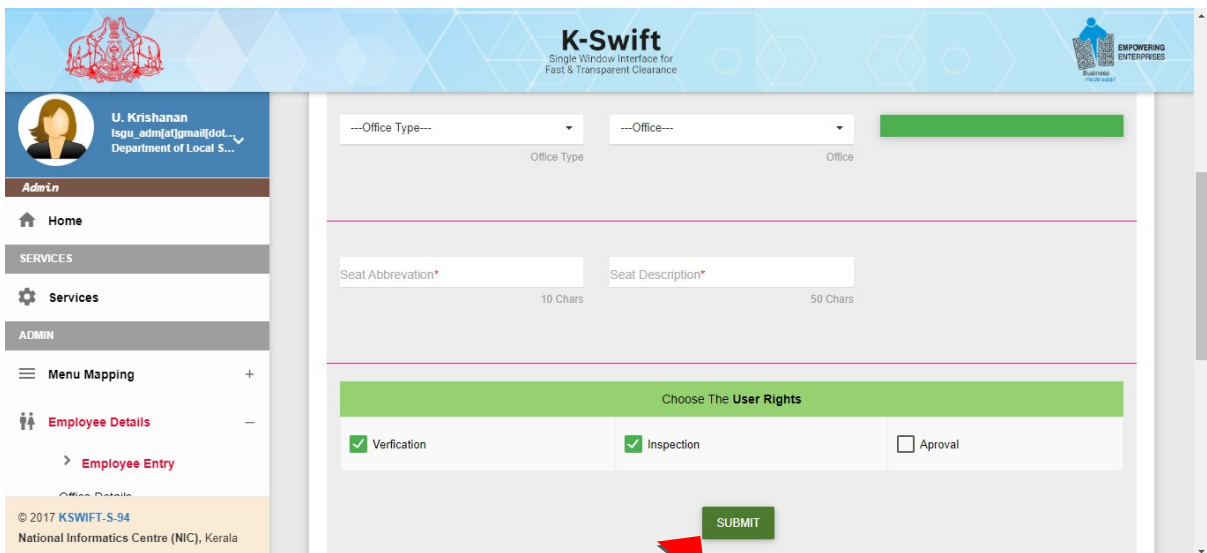 K-Swift
Single Window Interface for
Fast & Transparent Clearance
EMPOWERING
ENTERPRISES
Business
made easy!
U. Krishanan
lsgu_adm[at]gmail[dot...
Department of Local S...
Admin
Home
SERVICES
Services
ADMIN
Menu Mapping
Employee Details
Employee Entry
Office Details
© 2017 KSWIFT-S-94
National Informatics Centre (NIC), Kerala
---Office Type---
---Office---
Office Type
Office
Seat Abbrevation*
Seat Description*
10 Chars
50 Chars
Choose The User Rights
Verfication
Inspection
Aproval
SUBMIT